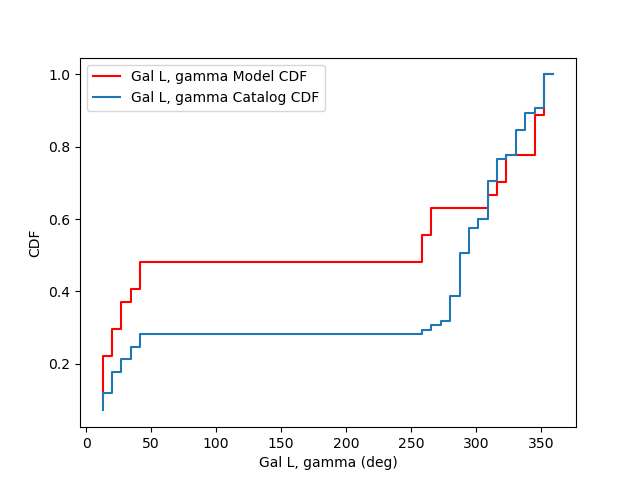 Gal L, gamma Model CDF
Gal L, gamma Catalog CDF
1.0
0.8
0.6
0.4
0.2
CDF
0 50 100 150 200 250 300 350
Gal L, gamma (deg)